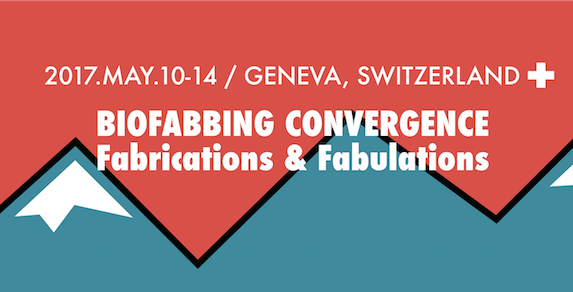 2017.MAY.10-14 / GENEVA, SWITZERLAND
BIOFABBING CONVERGENCE
Fabrications & Fabulations